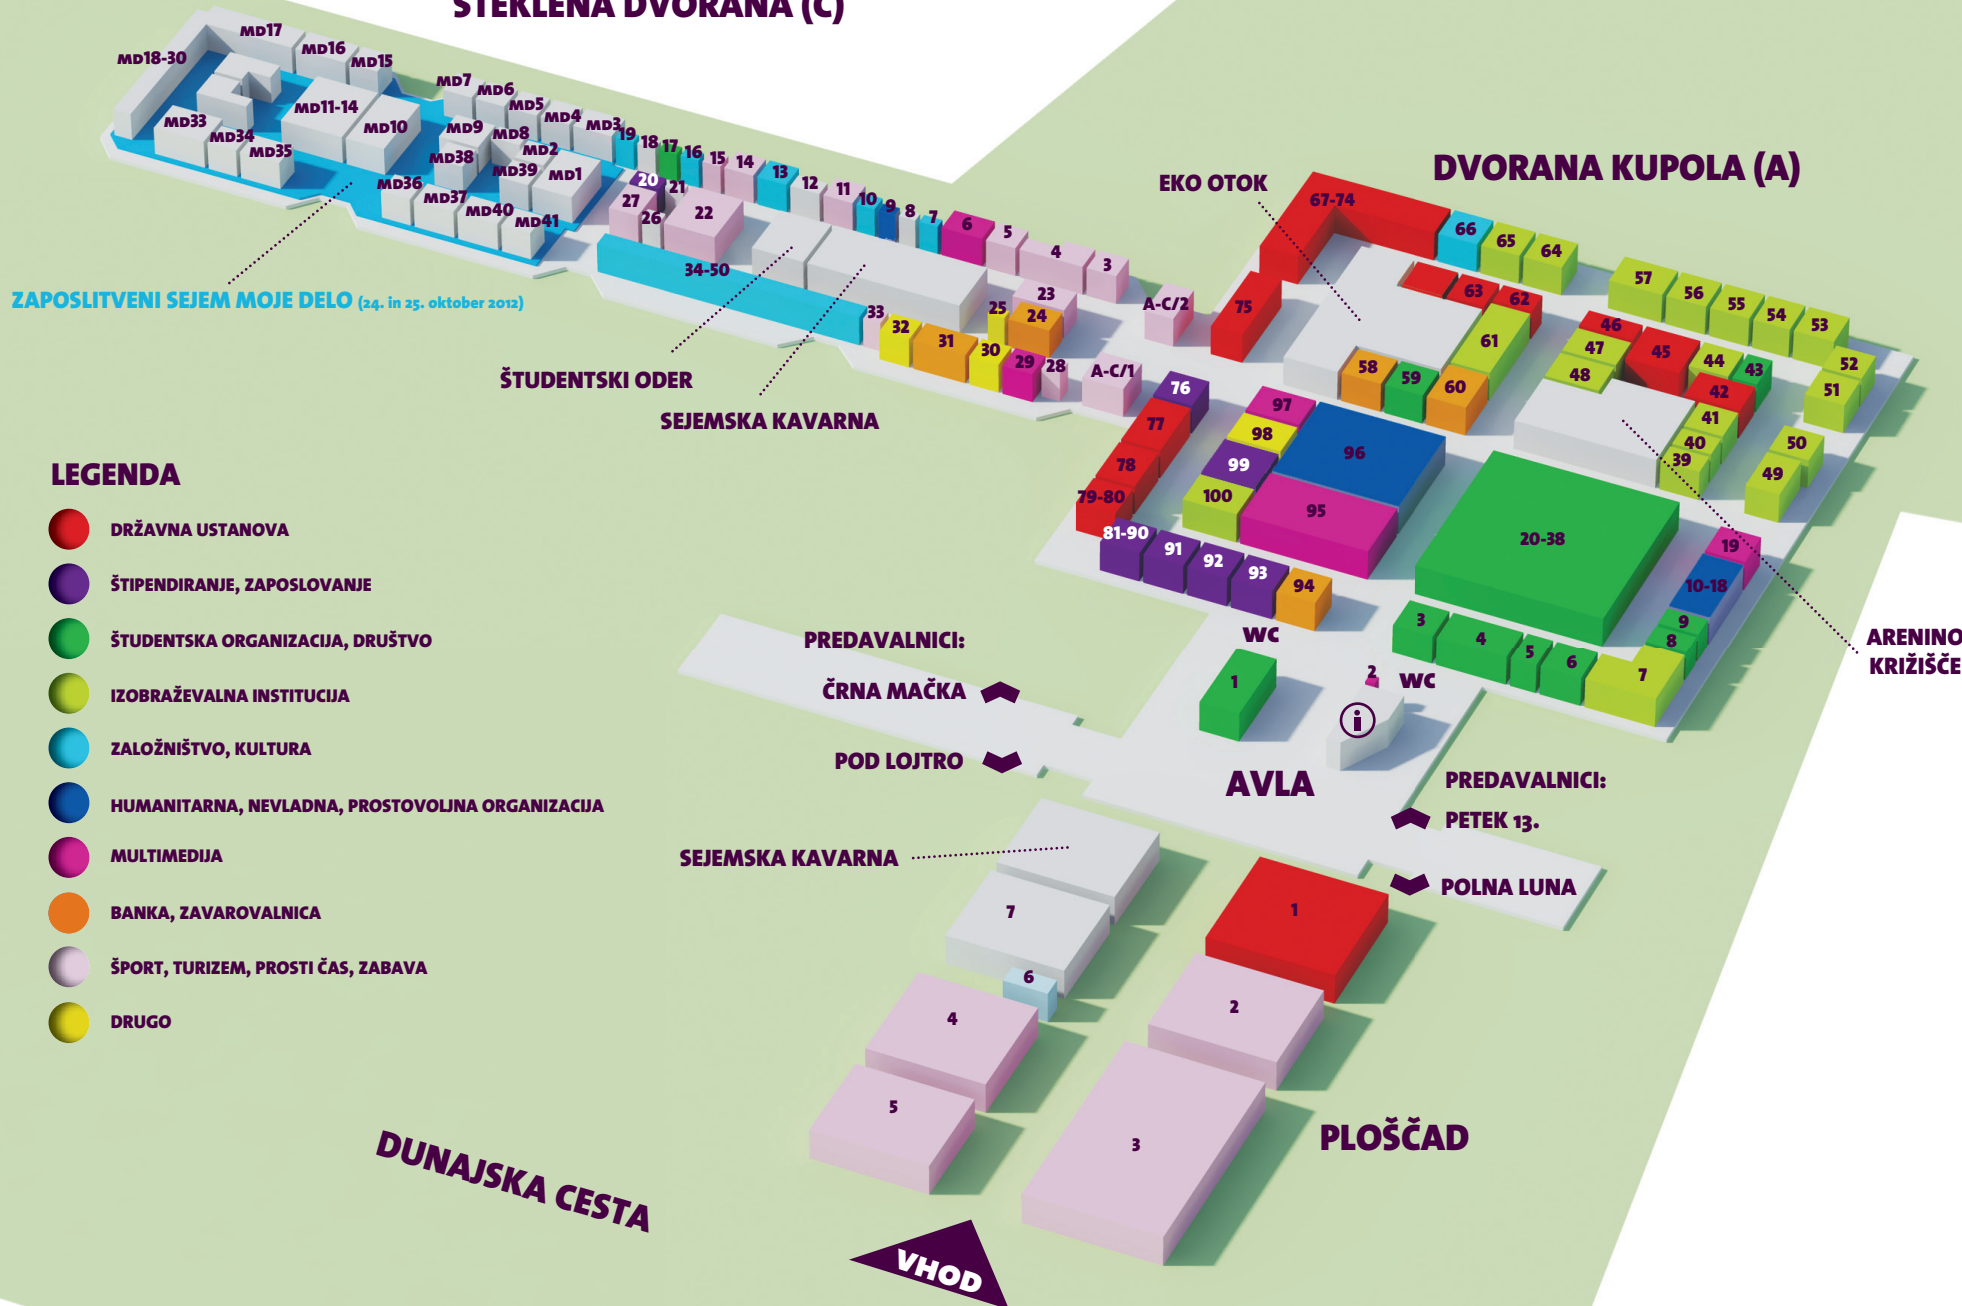 STEKLENA DVORANA (C)
MD17
MD16
MD15
MD18-30
MD7
MD6
MD5
MD4
MD3
MD11-14
MD10
MD33
MD34
MD35
MD9
MD8
MD2
MD38
MD39
MD1
MD36
MD37
MD40
MD41
19
18
17
16
15
14
13
12
11
10
9
8
7
6
5
4
3
20
21
27
26
22
34-50
23
25
24
33
32
31
30
29
28
A-C/2
A-C/1
ZAPOSLITVENI SEJEM MOJE DELO (24. in 25. oktober 2012)
ŠTUDENTSKI ODER
SEJEMSKA KAVARNA
DVORANA KUPOLA (A)
EKO OTOK
67-74
66
65
64
63
62
61
75
58
59
60
57
56
55
54
53
52
51
46
47
48
45
44
43
42
41
40
39
50
49
76
77
78
79-80
81-90
91
92
93
94
97
98
99
100
96
95
20-38
19
10-18
9
8
7
3
4
5
6
ARENINO
KRIŽIŠČE
LEGENDA
DRŽAVNA USTANOVA
ŠTIPENDIRANJE, ZAPOSLOVANJE
ŠTUDENTSKA ORGANIZACIJA, DRUŠTVO
IZOBRAŽEVALNA INSTITUCIJA
ZALOŽNIŠTVO, KULTURA
HUMANITARNA, NEVLADNA, PROSTOVOLJNA ORGANIZACIJA
MULTIMEDIJA
BANKA, ZAVAROVALNICA
ŠPORT, TURIZEM, PROSTI ČAS, ZABAVA
DRUGO
PREDAVALNICI:
ČRNA MAČKA
POD LOJTRO
WC
1
2
WC
i
AVLA
PREDAVALNICI:
PETEK 13.
POLNA LUNA
SEJEMSKA KAVARNA
7
6
4
5
1
2
3
PLOŠČAD
DUNAJSKA CESTA
VHOD